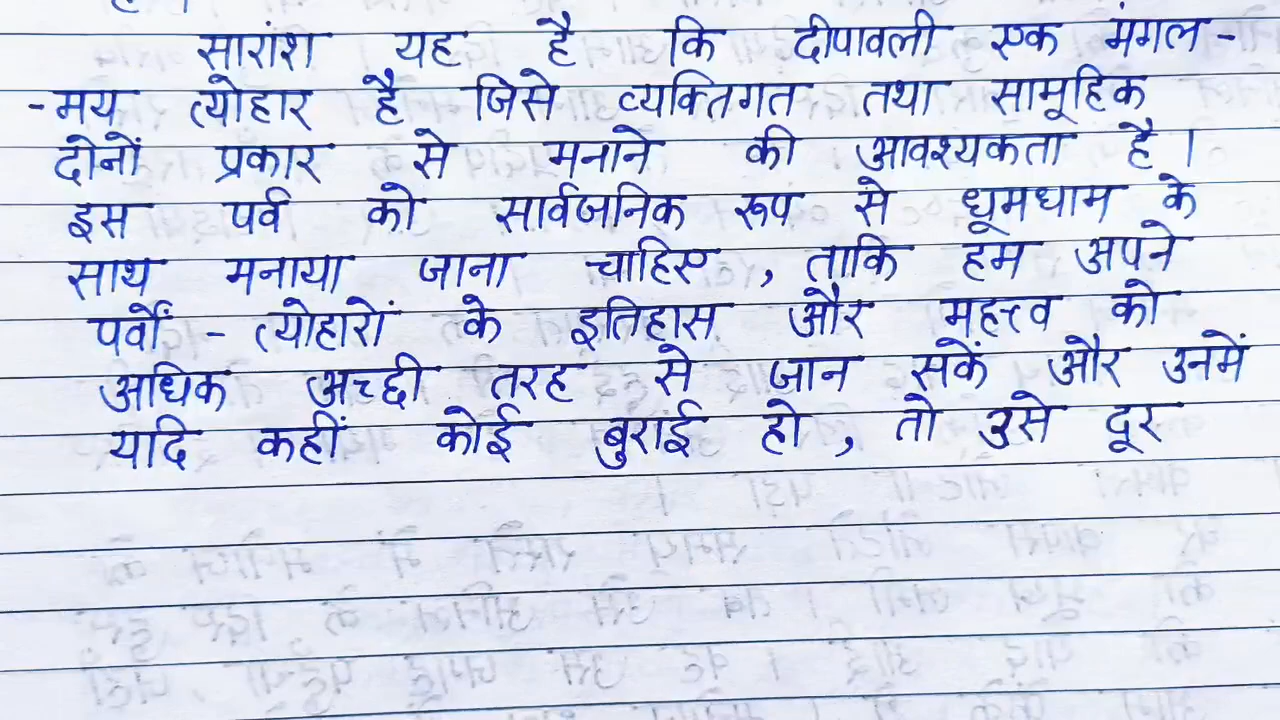 सारांश यह है कि दीपावली एक मंगल-
-मय त्योहार है जिसे व्यक्तिगत तथा सामूहिक
दोनों प्रकार से मनाने की आवश्यकता है।
इस पर्व को सार्वजनिक रूप से धूमधाम के
साथ मनाया जाना चाहिए, ताकि हम अपने
पर्वों - त्योहारों के इतिहास और महत्त्व को
अधिक अच्छी तरह से जान सकें और उनमें
यदि कहीं कोई बुराई हो, तो उसे दूर